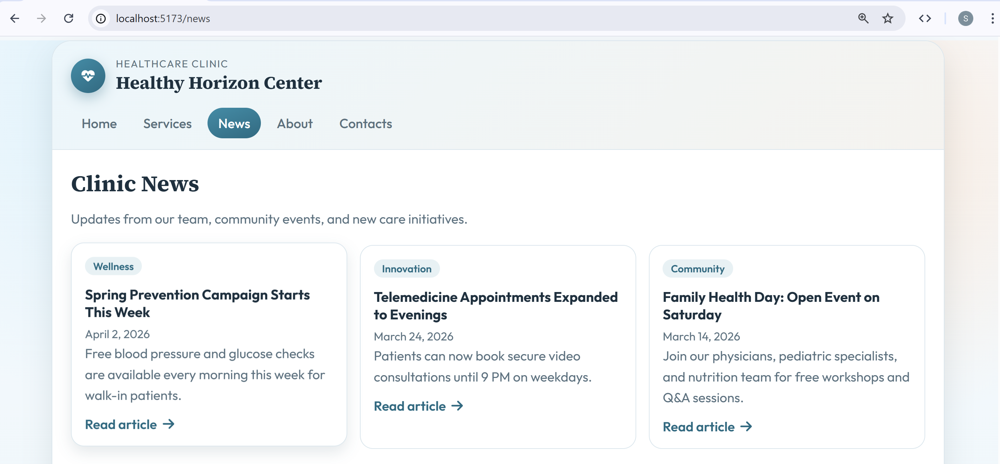 localhost:5173/news
S
HEALTHCARE CLINIC
Healthy Horizon Center
Home Services News About Contacts
Clinic News
Updates from our team, community events, and new care initiatives.
Wellness
Spring Prevention Campaign Starts
This Week
April 2, 2026
Free blood pressure and glucose checks
are available every morning this week for
walk-in patients.
Read article →
Innovation
Telemedicine Appointments Expanded
to Evenings
March 24, 2026
Patients can now book secure video
consultations until 9 PM on weekdays.
Read article →
Community
Family Health Day: Open Event on
Saturday
March 14, 2026
Join our physicians, pediatric specialists,
and nutrition team for free workshops and
Q&A sessions.
Read article →